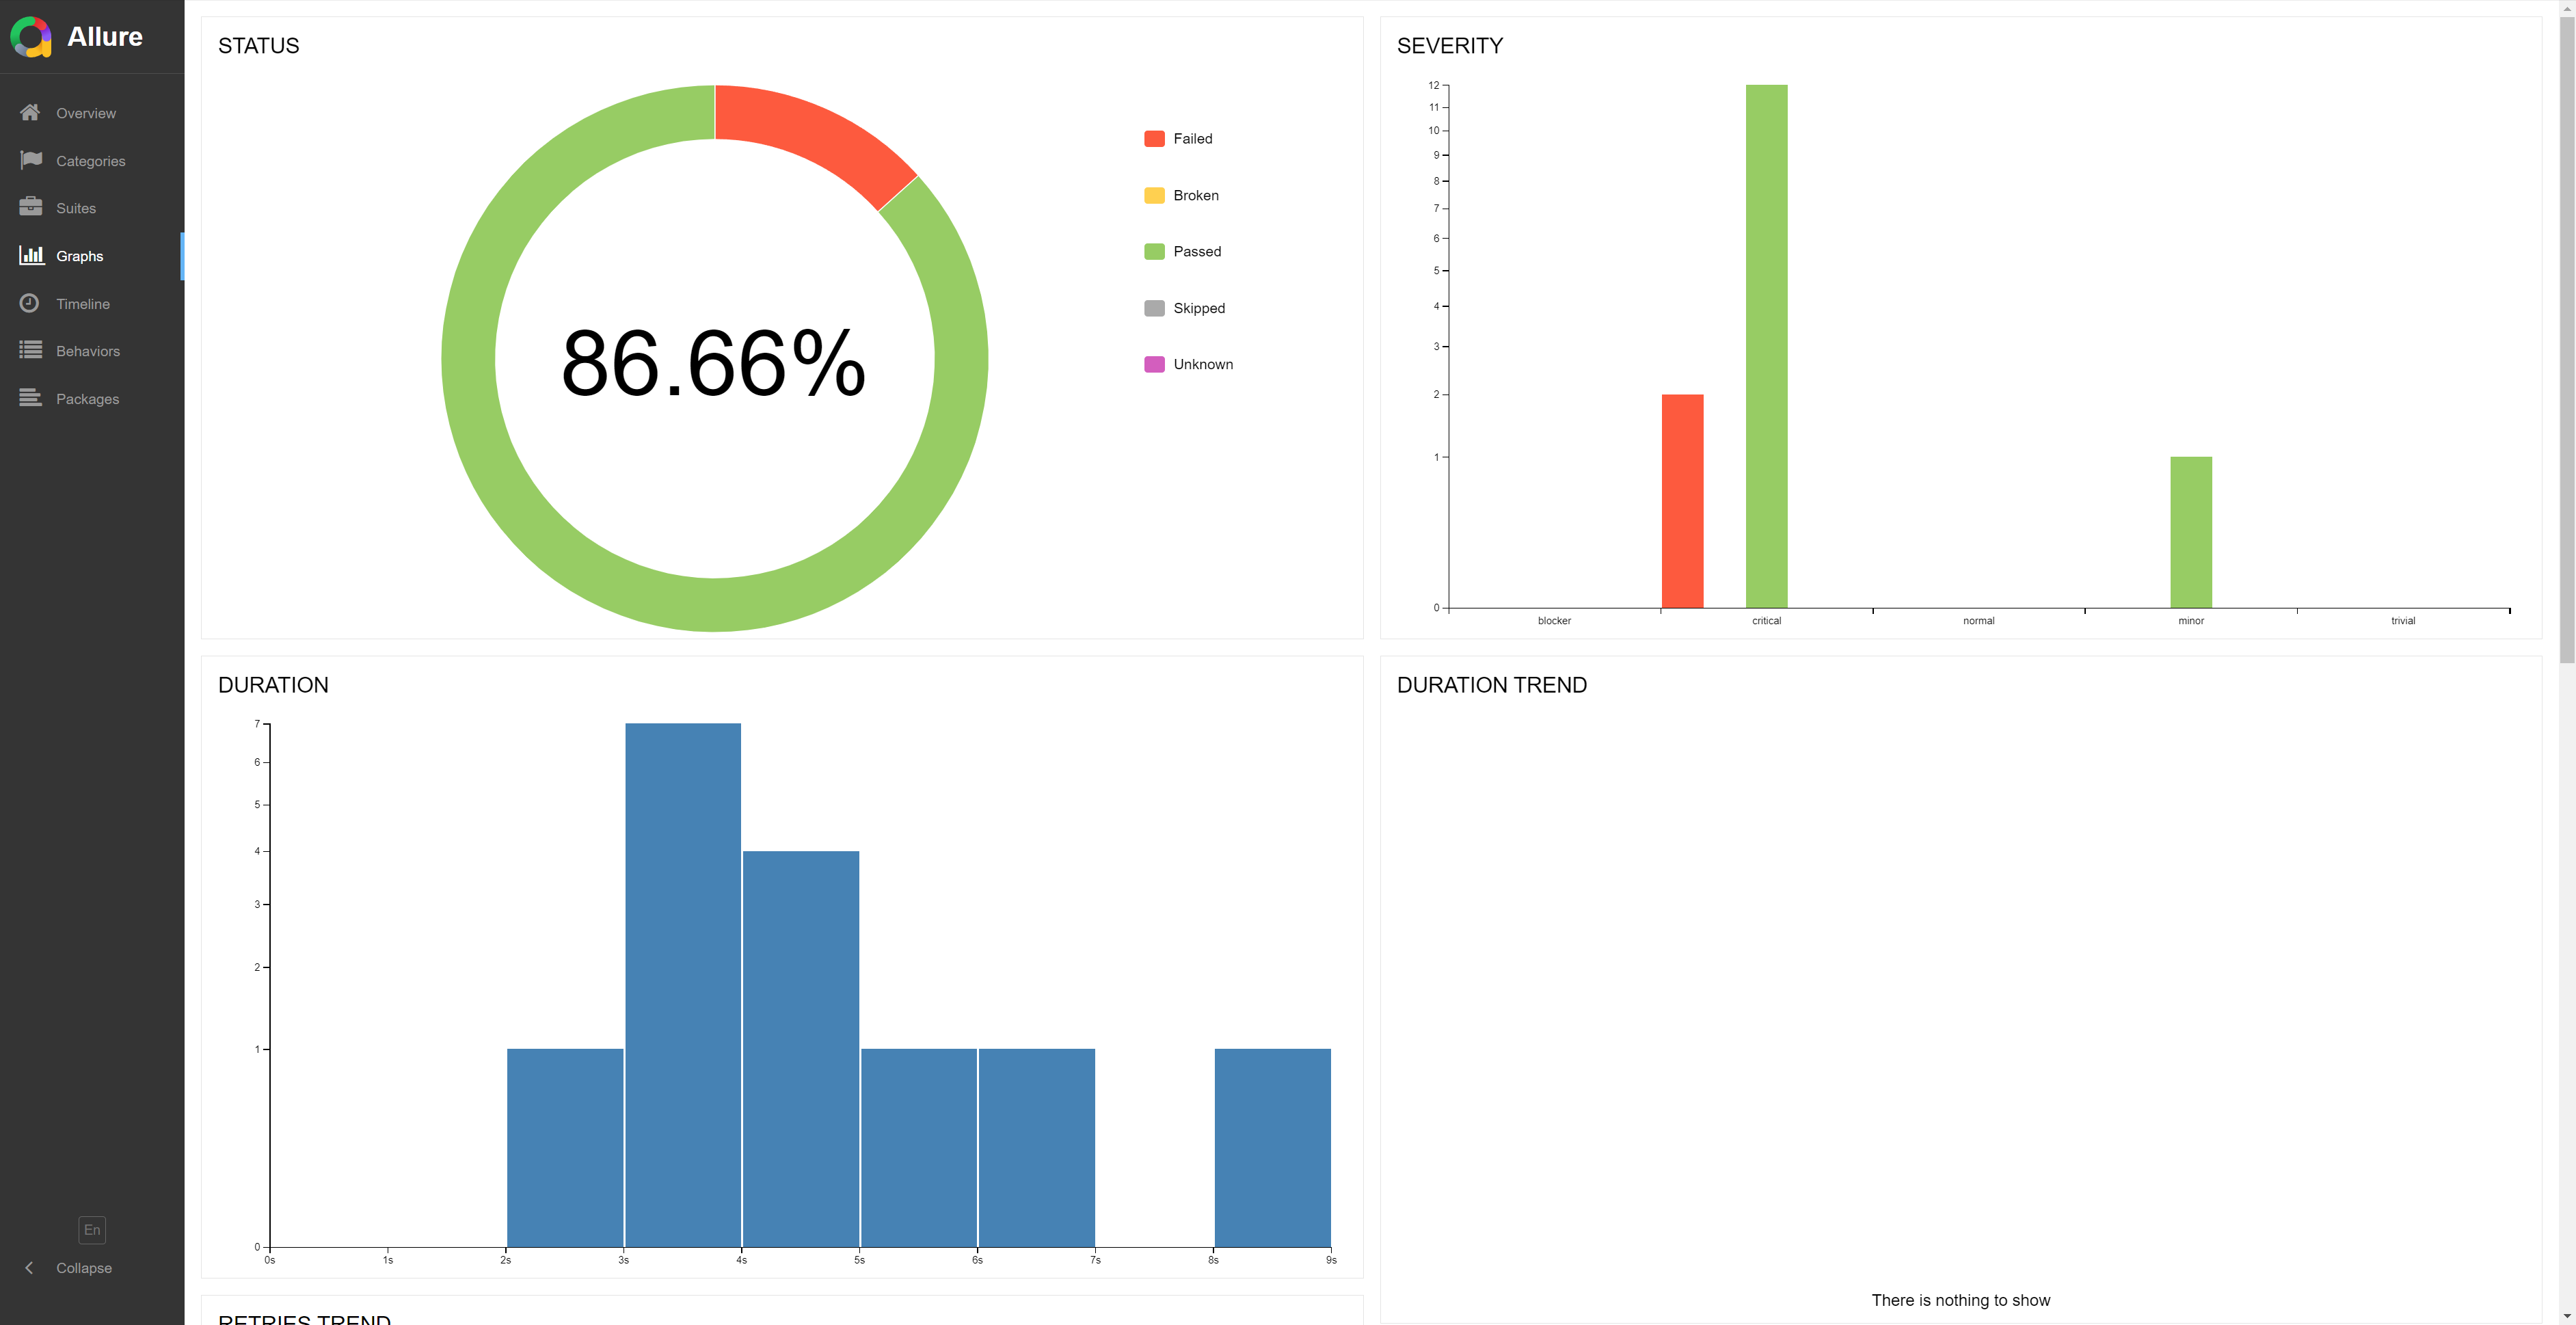 Allure
Overview
Categories
Suites
Graphs
Timeline
Behaviors
Packages
En
Collapse
STATUS
86.66%
Failed
Broken
Passed
Skipped
Unknown
SEVERITY
12
11
10
9
8
7
6
5
4
3
2
1
0
blocker critical normal minor trivial
DURATION
7
6
5
4
3
2
1
0
0s 1s 2s 3s 4s 5s 6s 7s 8s 9s
DURATION TREND
There is nothing to show
RETRIES TREND